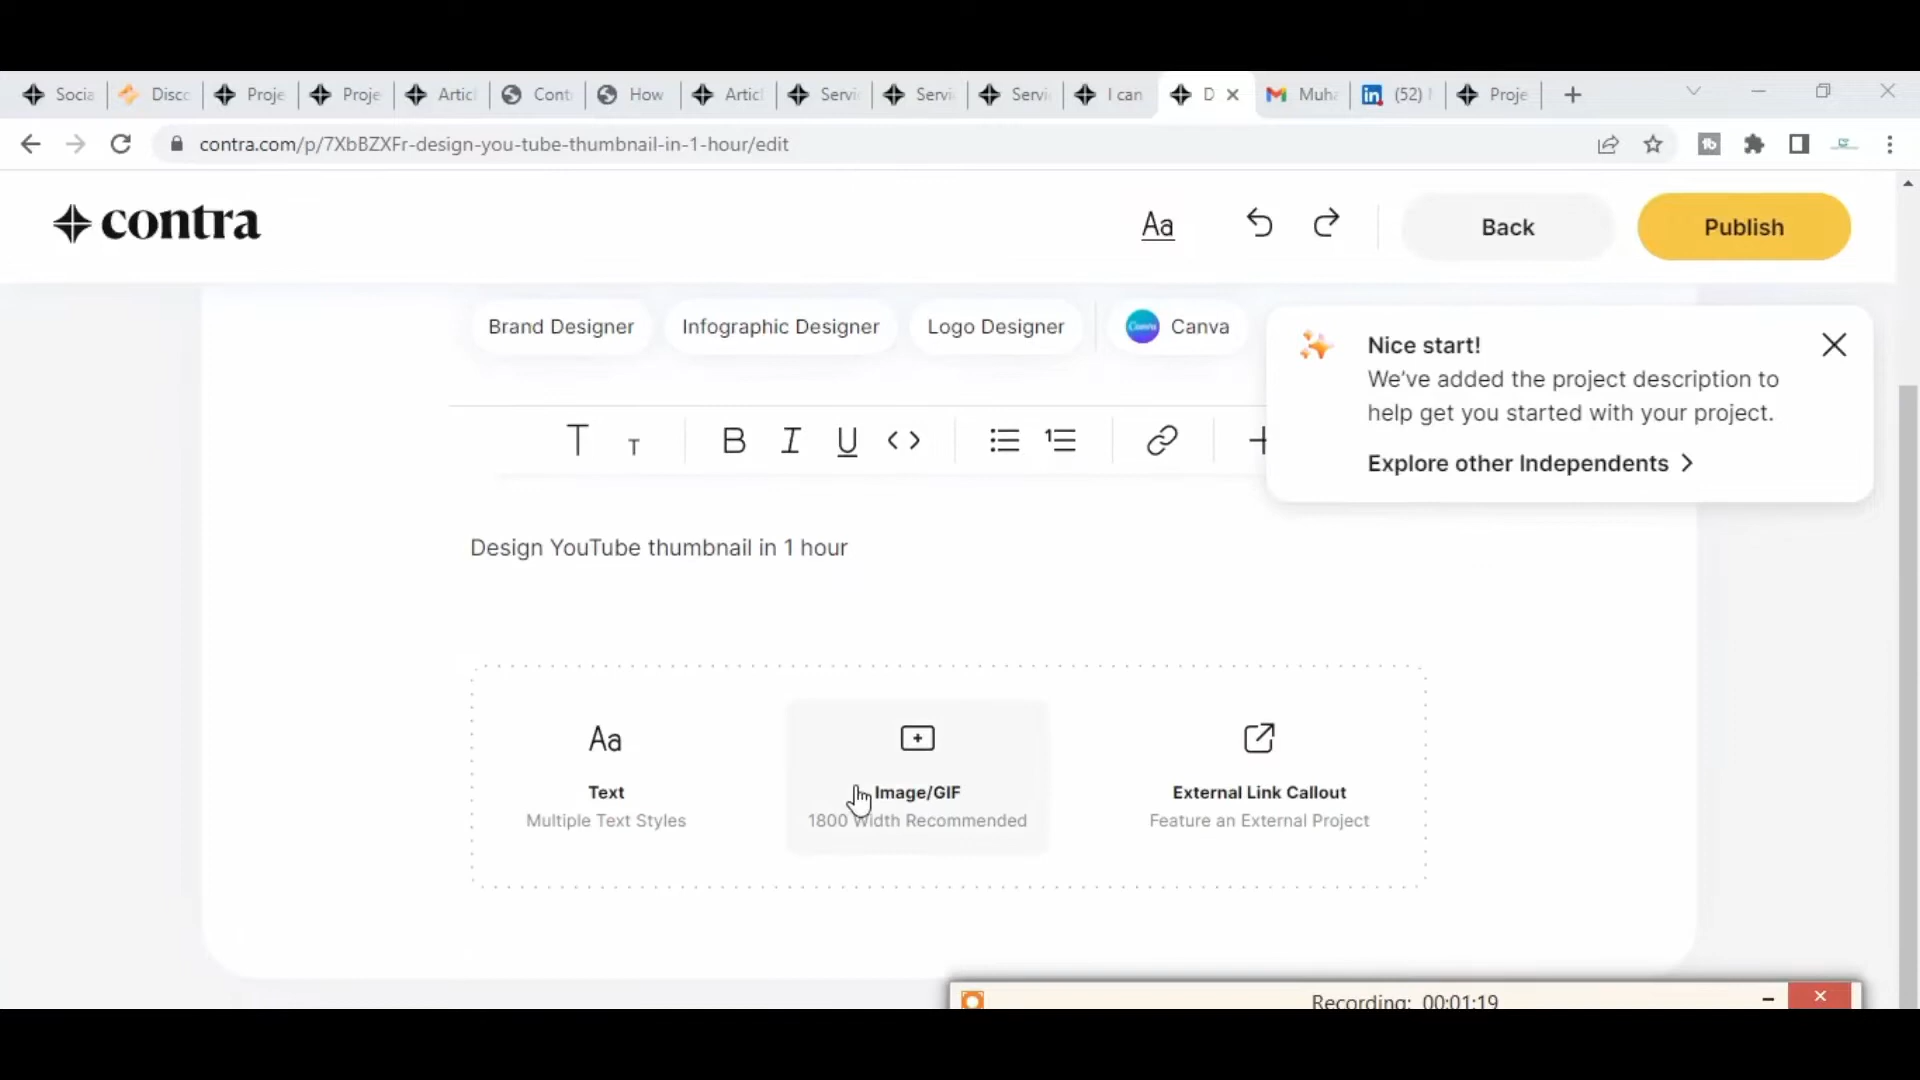 Socia
Disco
Proje
Proje
Articl
Cont
How
Articl
Servi
Servi
Servi
I can
D
Muha
(52)
Proje
contra.com/p/7XbBZXFr-design-you-tube-thumbnail-in-1-hour/edit
contra
Aa
Back
Publish
Brand Designer
Infographic Designer
Logo Designer
Canva
Canva
Nice start!
We've added the project description to
help get you started with your project.
Explore other Independents
T T B I U
Design YouTube thumbnail in 1 hour
Aa
Text
Multiple Text Styles
Image/GIF
1800 Width Recommended
External Link Callout
Feature an External Project
Recording: 00:01:19